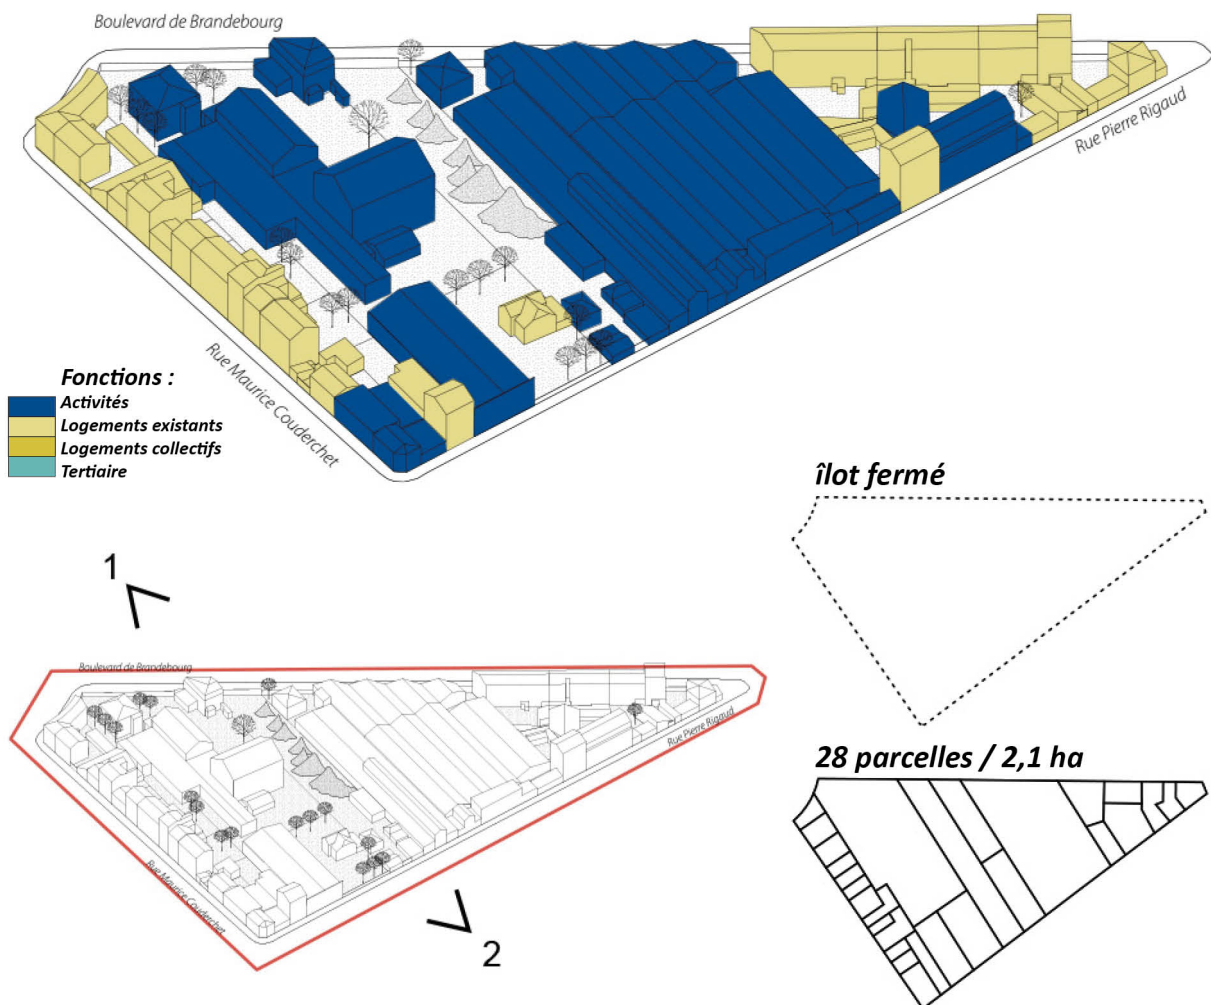 Boulevard de Brandebourg
Rue Pierre Rigaud
Rue Maurice Couderchet
Fonctions :
Activités
Logements existants
Logements collectifs
Tertiaire
îlot fermé
1
Boulevard de Brandebourg
Rue Pierre Rigaud
Rue Maurice Couderchet
2
28 parcelles / 2,1 ha